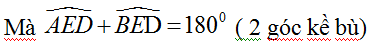 Mà $\widehat{AED}+\widehat{BED}=180^0$ ( 2 góc kề bù)